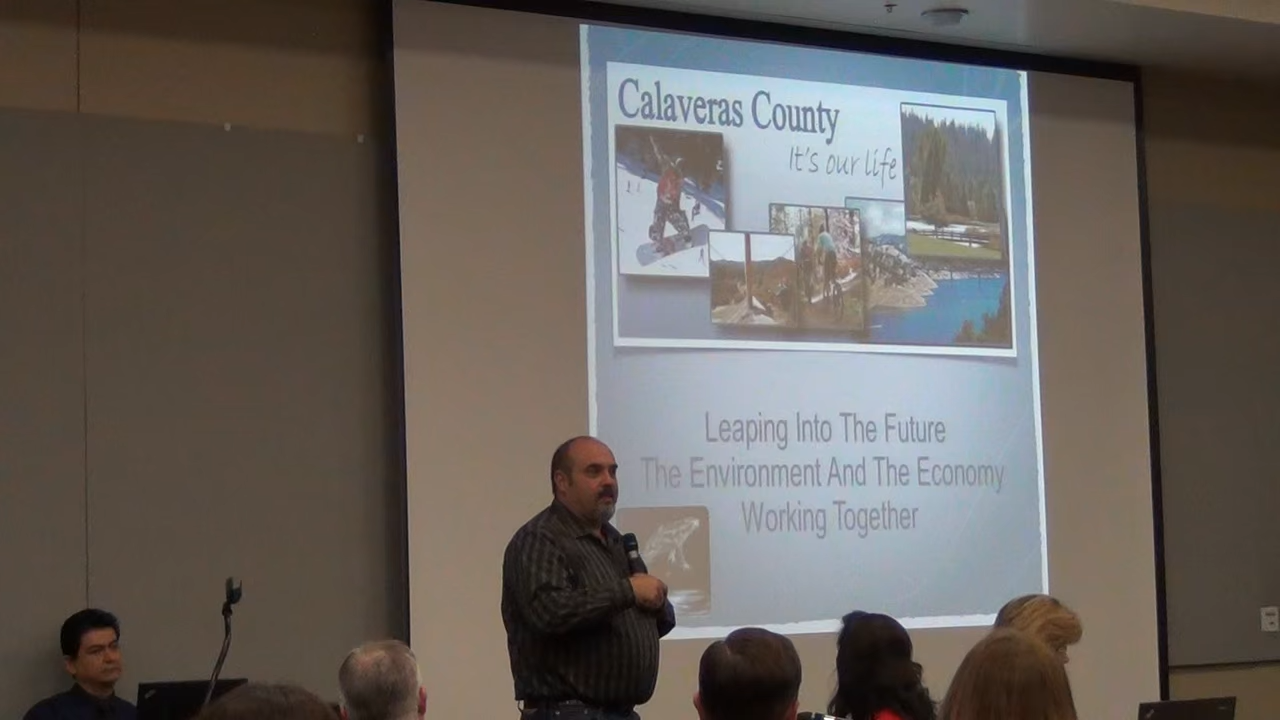 Calaveras County
It's our life
Leaping Into The Future
The Environment And The Economy
Working Together